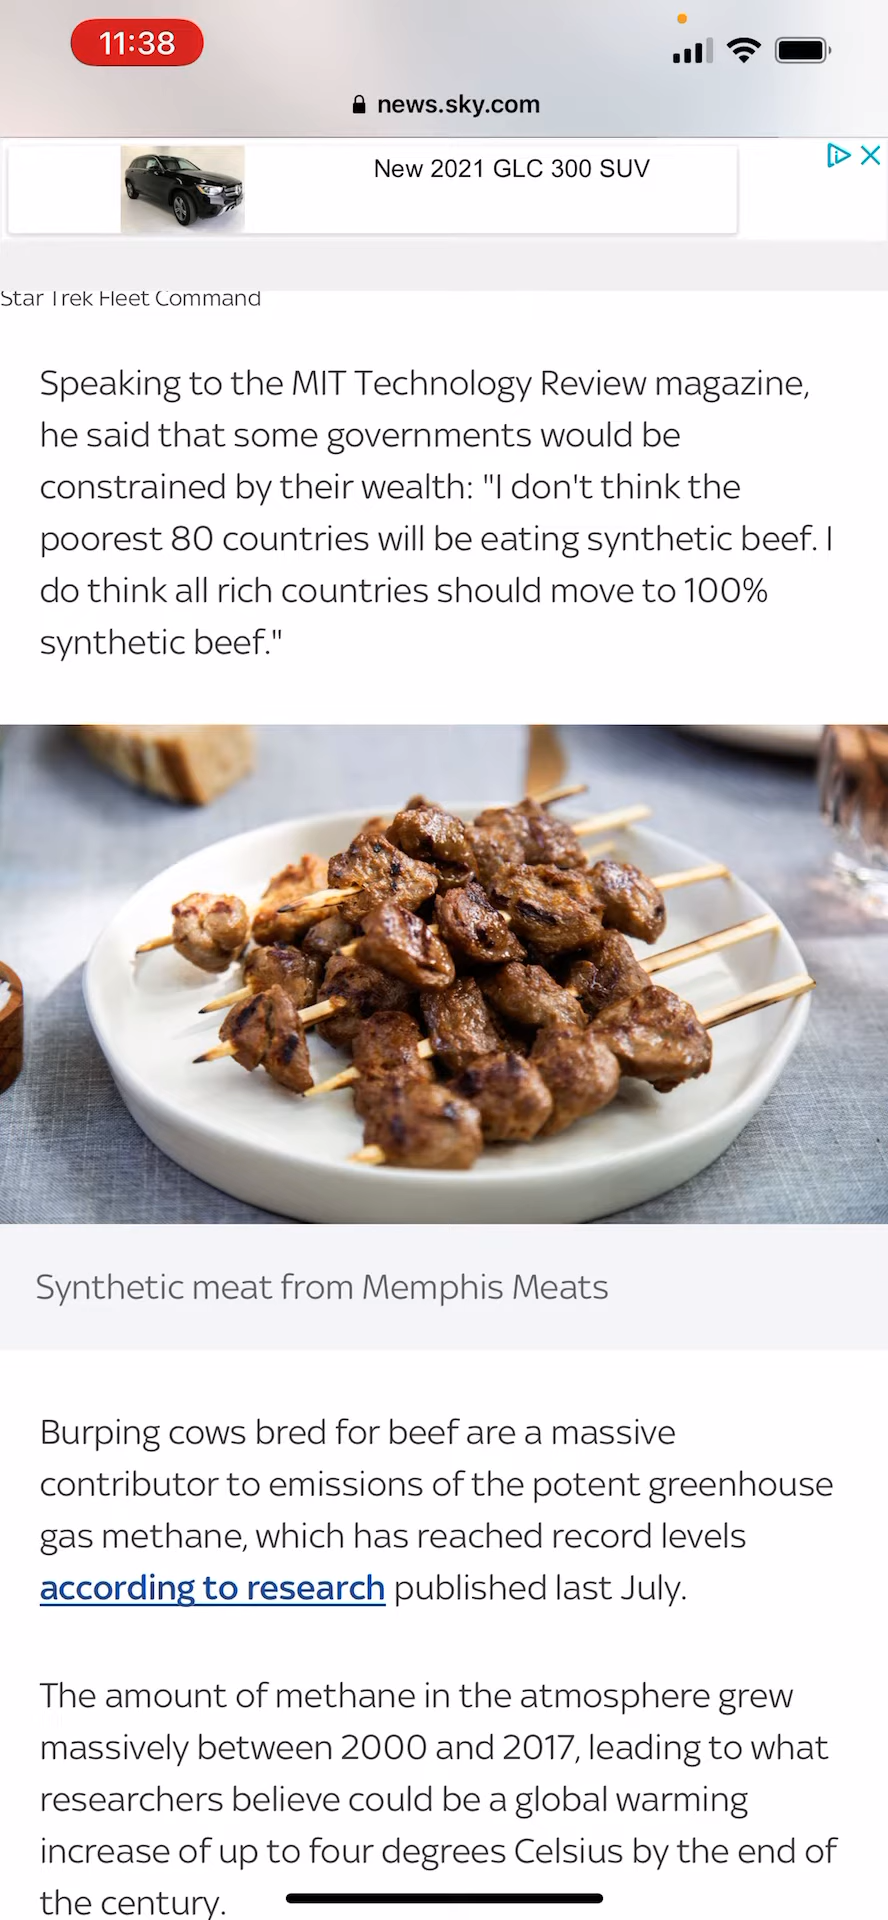 11:38
news.sky.com
New 2021 GLC 300 SUV
Star Trek Fleet Command
Speaking to the MIT Technology Review magazine,
he said that some governments would be
constrained by their wealth: "I don't think the
poorest 80 countries will be eating synthetic beef. I
do think all rich countries should move to 100%
synthetic beef."
Synthetic meat from Memphis Meats
Burping cows bred for beef are a massive
contributor to emissions of the potent greenhouse
gas methane, which has reached record levels
according to research published last July.
The amount of methane in the atmosphere grew
massively between 2000 and 2017, leading to what
researchers believe could be a global warming
increase of up to four degrees Celsius by the end of
the century.